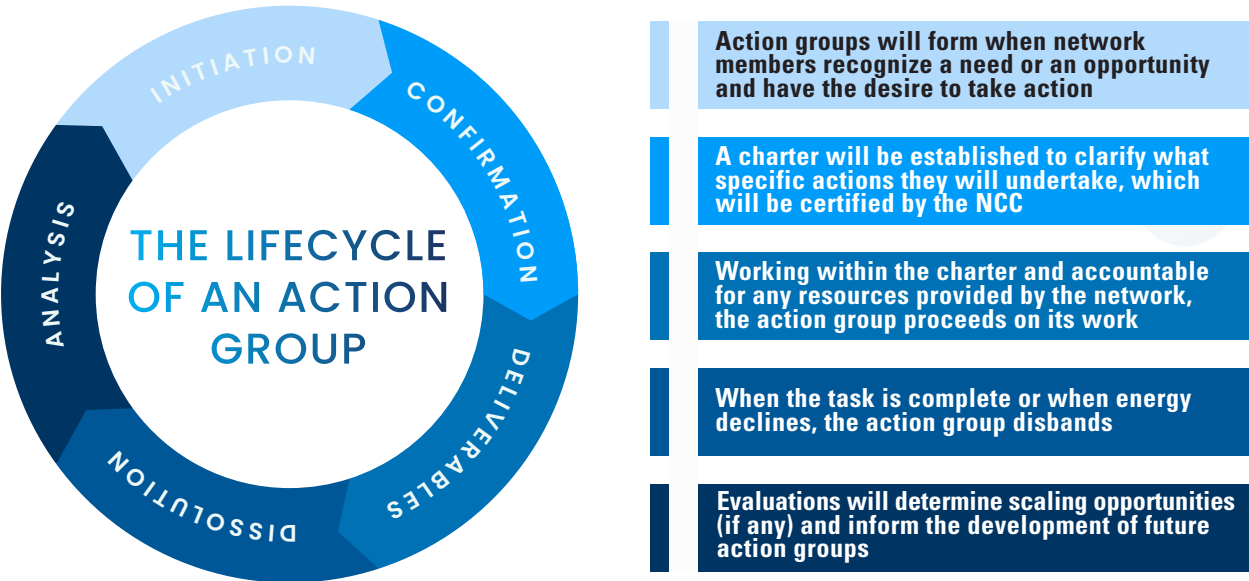 INITIATION
CONFIRMATION
DELIVERABLES
DISSOLUTION
ANALYSIS
THE LIFECYCLE
OF AN ACTION
GROUP
Action groups will form when network
members recognize a need or an opportunity
and have the desire to take action
A charter will be established to clarify what
specific actions they will undertake, which
will be certified by the NCC
Working within the charter and accountable
for any resources provided by the network,
the action group proceeds on its work
When the task is complete or when energy
declines, the action group disbands
Evaluations will determine scaling opportunities
(if any) and inform the development of future
action groups